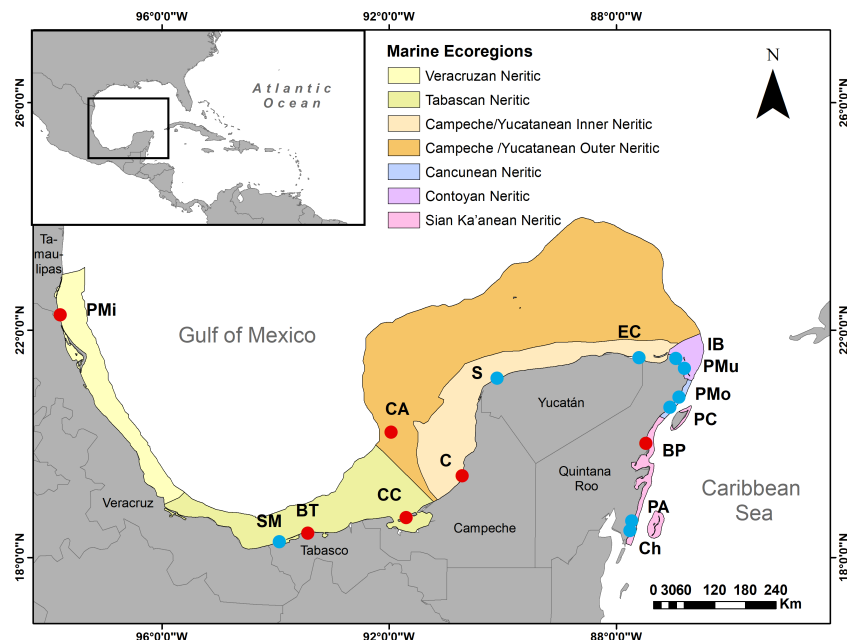 96°0'0"W 92°0'0"W 88°0'0"W
Marine Ecoregions
Veracruzan Neritic
Tabascan Neritic
Campeche/Yucatanean Inner Neritic
Campeche /Yucatanean Outer Neritic
Cancunean Neritic
Contoyan Neritic
Sian Ka'anean Neritic
N
Atlantic
Ocean
26°0'0"N 26°0'0"N
Ta-
mau-
lipas
PMi
Gulf of Mexico
22°0'0"N 22°0'0"N
EC
IB
PMu
S
PMo
Yucatán
CA
PC
BP
C
Quintana
Roo
Caribbean
Sea
Veracruz
CC
BT
SM
PA
Campeche
Tabasco
Ch
18°0'0"N 18°0'0"N
0 3060 120 180 240
Km
96°0'0"W 92°0'0"W 88°0'0"W